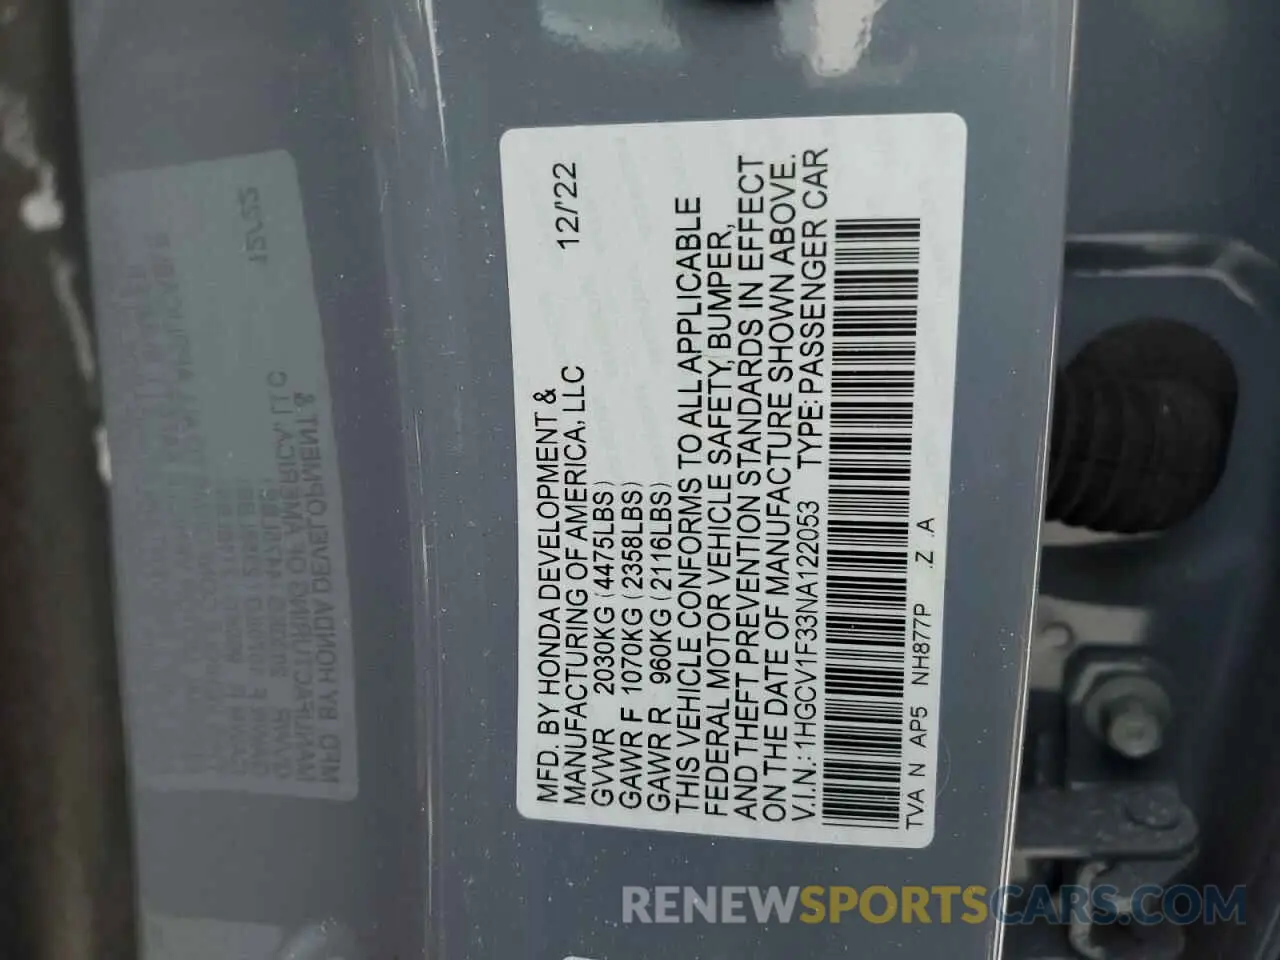 MFD. BY HONDA DEVELOPMENT &
MANUFACTURING OF AMERICA, LLC 12/'22
GVWR 2030KG (4475LBS)
GAWR F 1070KG (2358LBS)
GAWR R 960KG (2116LBS)
THIS VEHICLE CONFORMS TO ALL APPLICABLE
FEDERAL MOTOR VEHICLE SAFETY, BUMPER,
AND THEFT PREVENTION STANDARDS IN EFFECT
ON THE DATE OF MANUFACTURE SHOWN ABOVE.
V.I.N.: 1HGCV1F33NA122053 TYPE: PASSENGER CAR
TVA N AP5 NH877P .Z .A
RENEWSPORTSCARS.COM